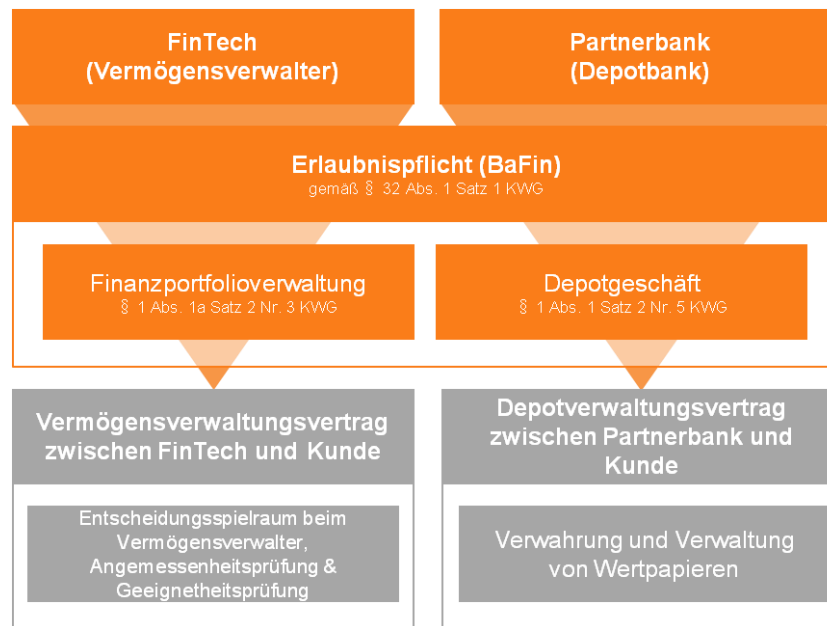 FinTech
(Vermögensverwalter)
Partnerbank
(Depotbank)
Erlaubnispflicht (BaFin)
gemäß § 32 Abs. 1 Satz 1 KWG
Finanzportfolioverwaltung
§ 1 Abs. 1a Satz 2 Nr. 3 KWG
Depotgeschäft
§ 1 Abs. 1 Satz 2 Nr. 5 KWG
Vermögensverwaltungsvertrag
zwischen FinTech und Kunde
Depotverwaltungsvertrag
zwischen Partnerbank und
Kunde
Entscheidungsspielraum beim
Vermögensverwalter,
Angemessenheitsprüfung &
Geeignetheitsprüfung
Verwahrung und Verwaltung
von Wertpapieren